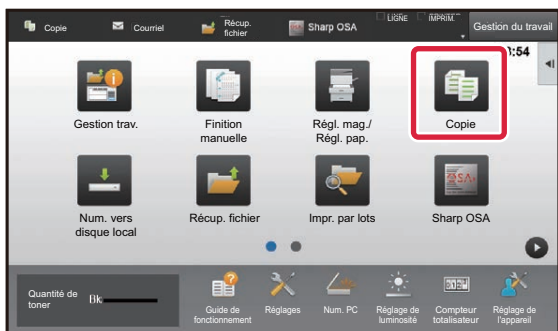 Copie Courriel Récup. fichier Sharp OSA LIGNE IMPRIM. Gestion du travail
:54
Gestion trav.
Finition manuelle
Régl. mag./ Régl. pap.
Copie
Num. vers disque local
Récup. fichier
Impr. par lots
Sharp OSA
Quantité de toner
Bk
Guide de fonctionnement
Réglages
Num. PC
Réglage de luminosité
Compteur totalisateur
Réglage de l'appareil